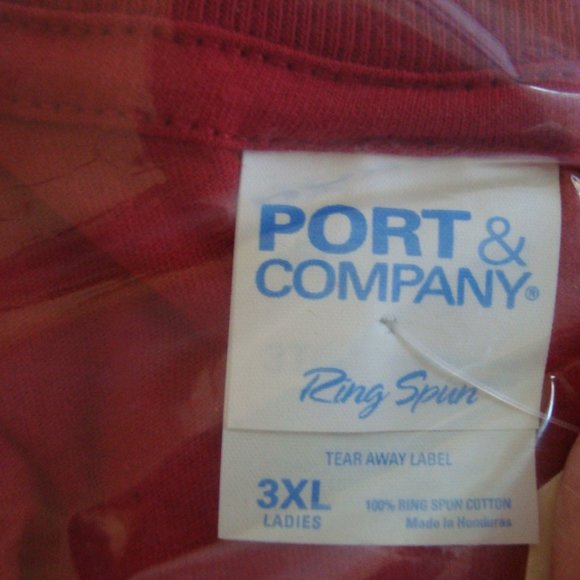 PORT &
COMPANY®
Ring Spun
TEAR AWAY LABEL
3XL
LADIES
100% RING SPUN COTTON
Made in Honduras